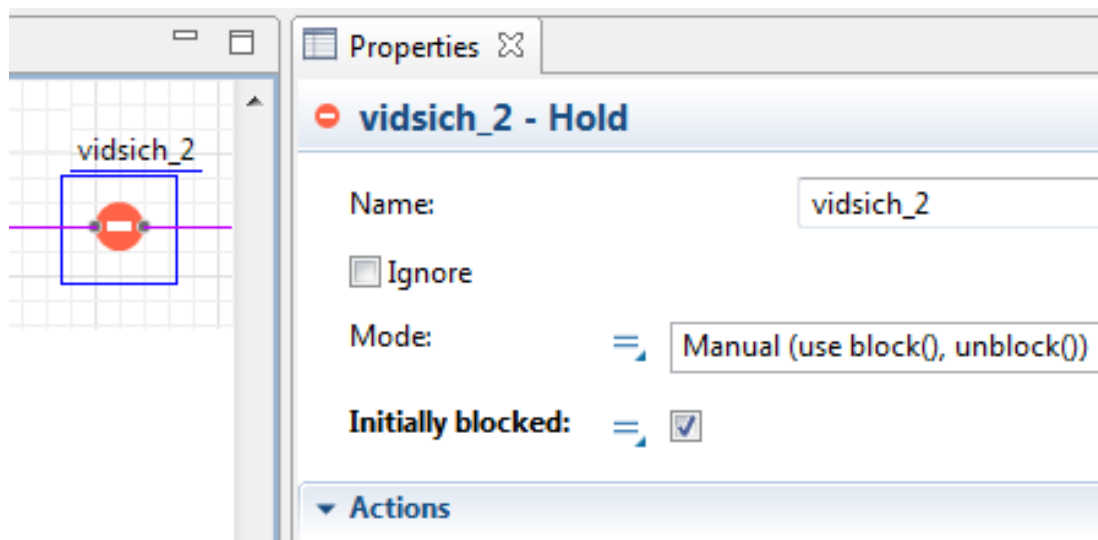 Properties
vidsich_2 - Hold
vidsich_2
Name: vidsich_2
Ignore
Mode: Manual (use block(), unblock())
Initially blocked:
Actions